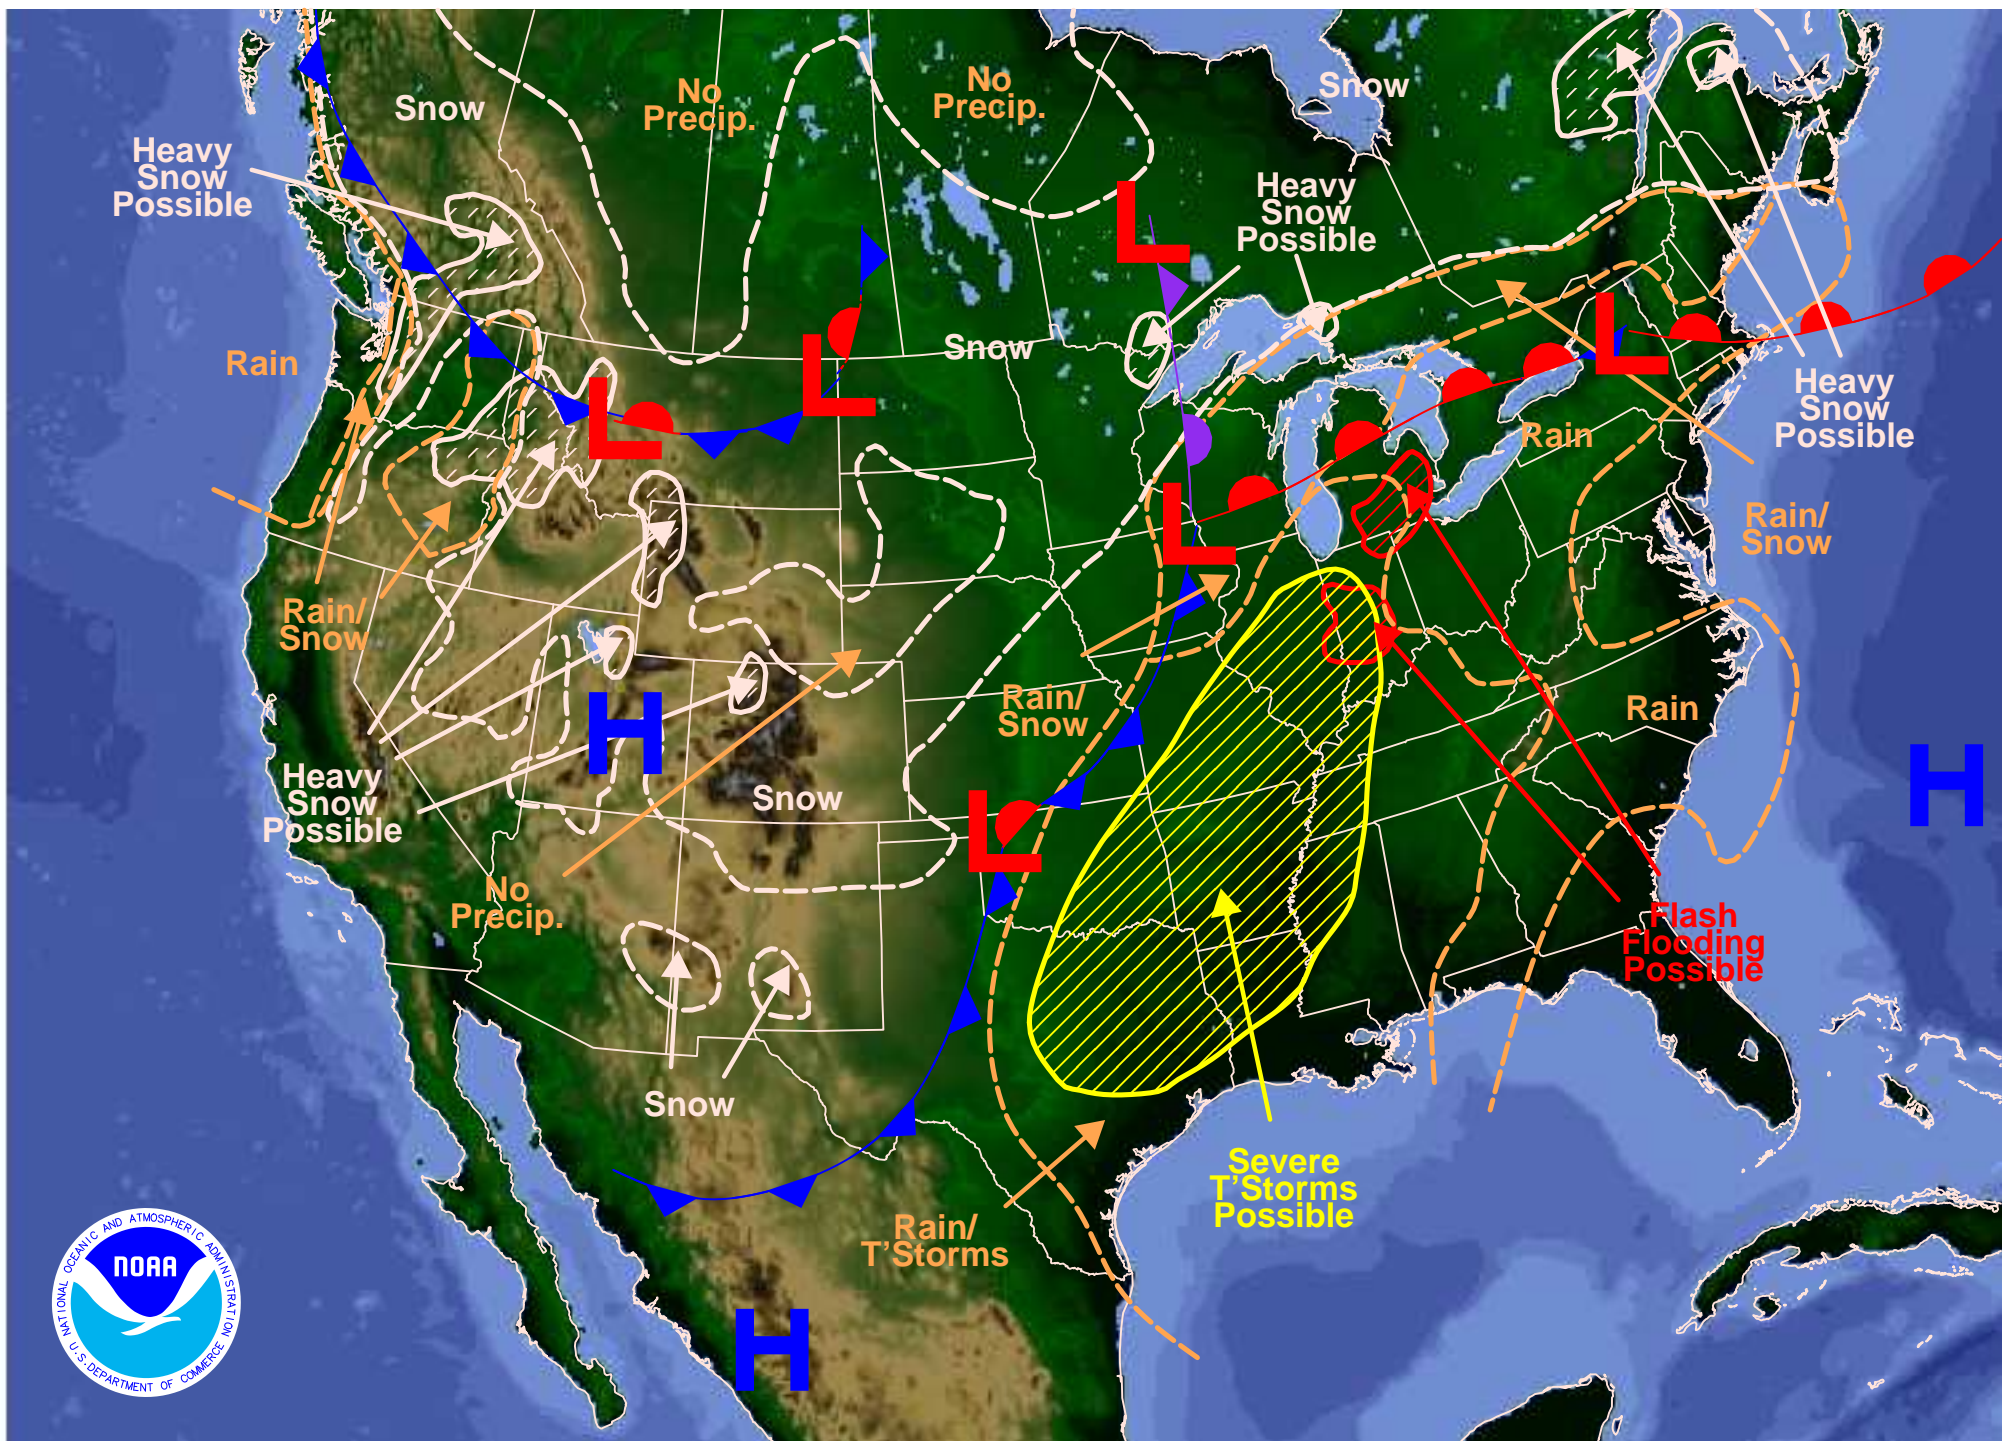 No
Precip.
No
Precip.
Snow
Snow
Heavy
Snow
Possible
L
Heavy
Snow
Possible
Snow
Rain
L
L
L
Heavy
Snow
Possible
Rain
L
Rain/
Snow
Rain/
Snow
Rain/
Snow
Rain
H
H
Heavy
Snow
Possible
Snow
L
No
Precip.
Flash
Flooding
Possible
Snow
Severe
T'Storms
Possible
Rain/
T'Storms
H
NATIONAL OCEANIC AND ATMOSPHERIC ADMINISTRATION
NOAA
U.S. DEPARTMENT OF COMMERCE